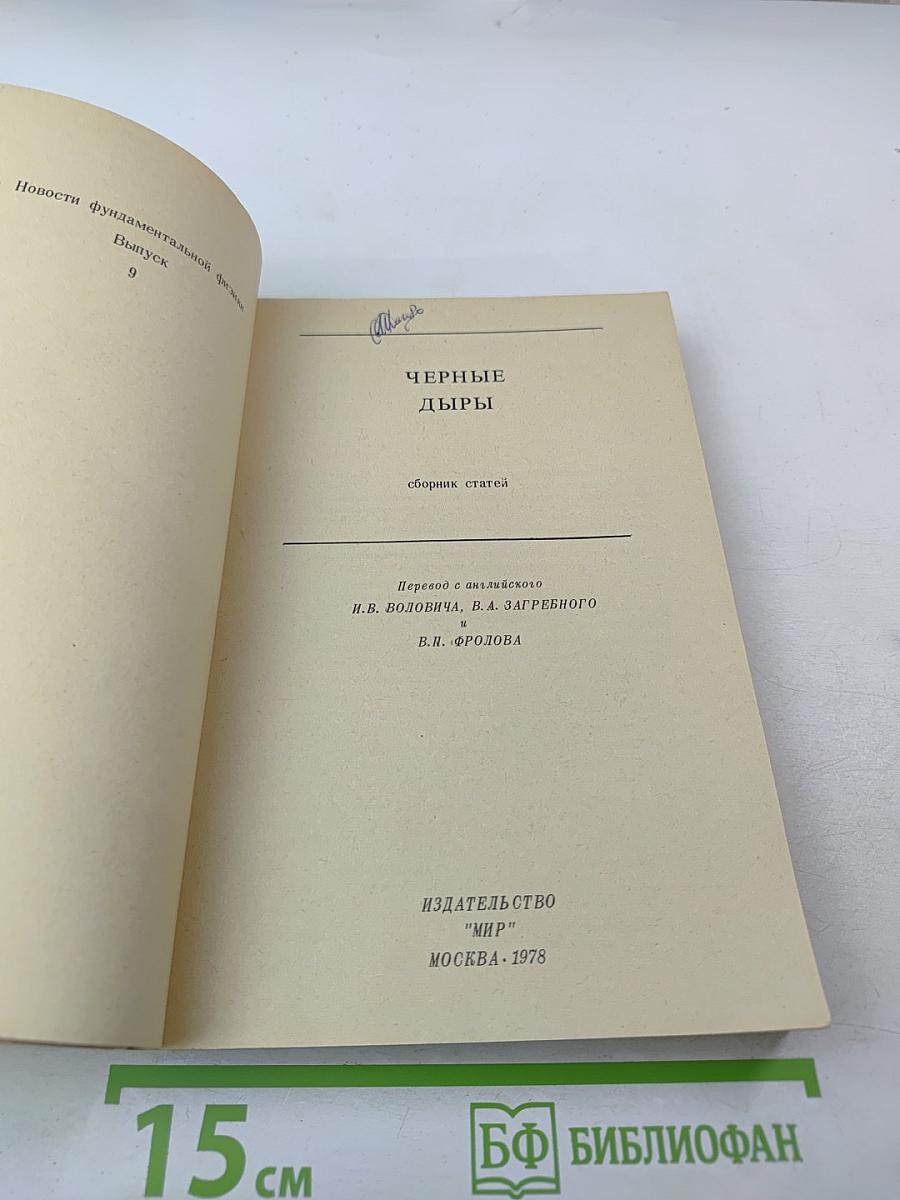 Новости фундаментальной физики
Выпуск
9
ЧЕРНЫЕ
ДЫРЫ
сборник статей
Перевод с английского
И.В. ВОЛОВИЧА, В.А. ЗАГРЕБНОГО
и
В.П. ФРОЛОВА
ИЗДАТЕЛЬСТВО
"МИР"
МОСКВА · 1978
15 см
БФ БИБЛИОФАН